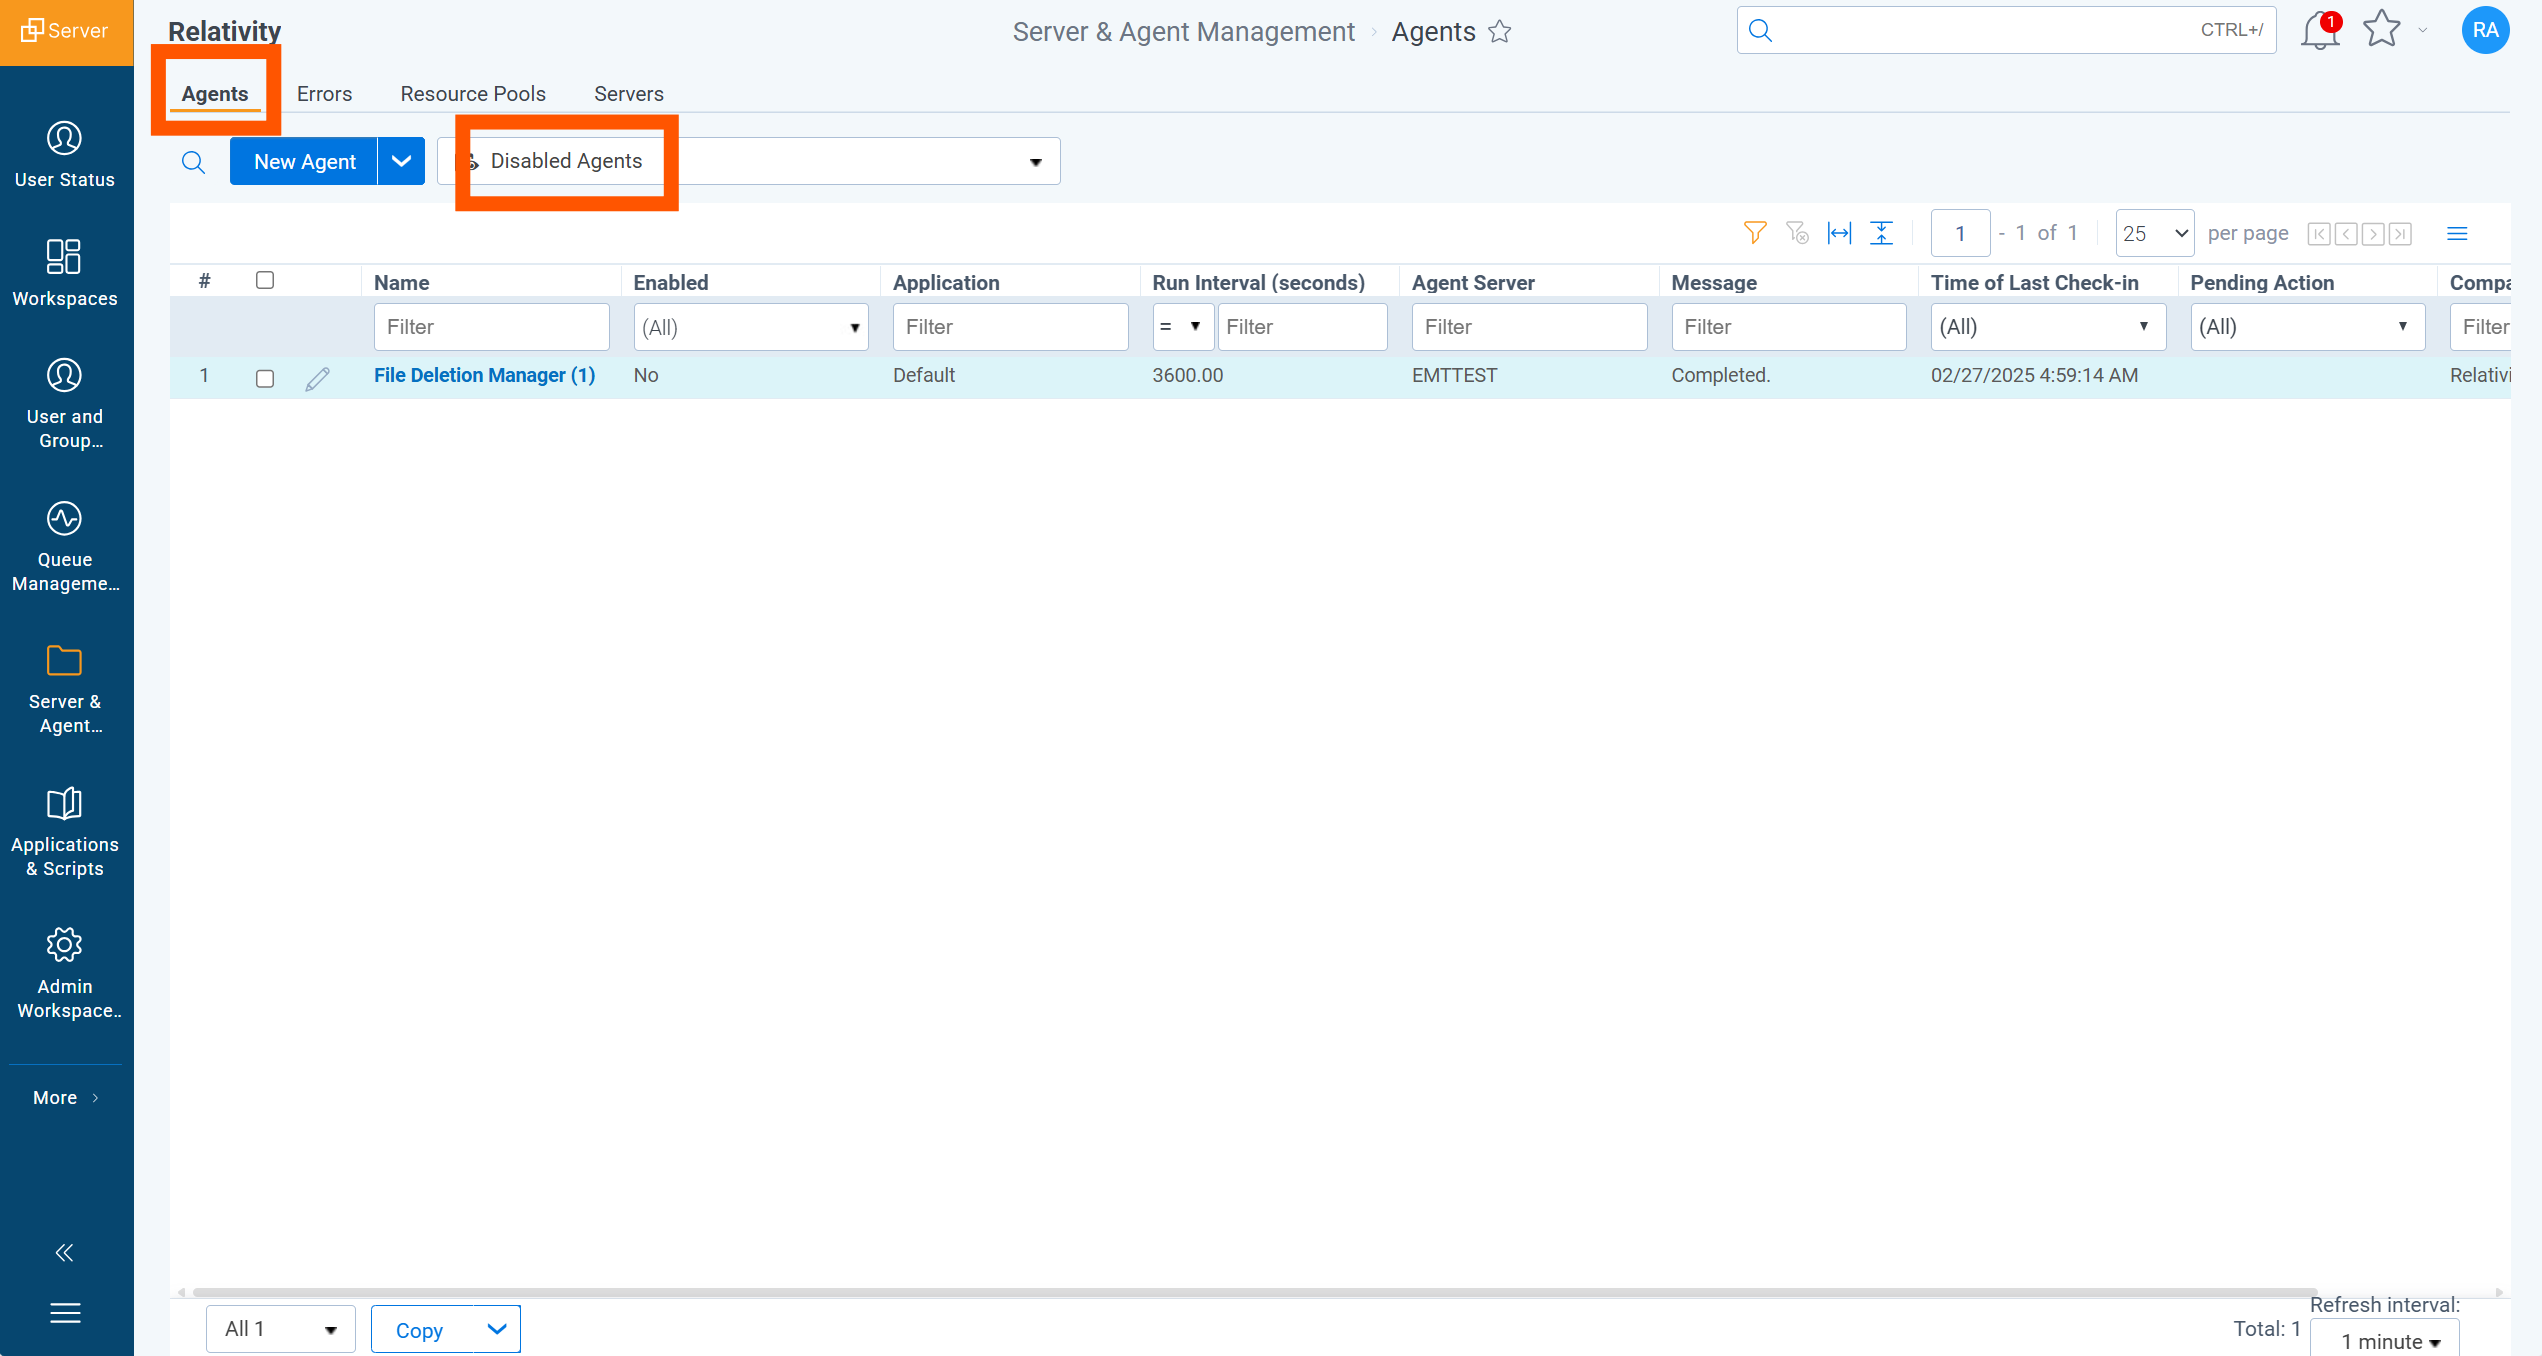 Server
Relativity
Server & Agent Management
Agents
CTRL+/
1
RA
Agents
Errors
Resource Pools
Servers
New Agent
Disabled Agents
User Status
Workspaces
User and
Group...
Queue
Manageme...
Server &
Agent...
Applications
& Scripts
Admin
Workspace..
More
1 - 1 of 1
25
per page
# Name Enabled Application Run Interval (seconds) Agent Server Message Time of Last Check-in Pending Action Compa
Filter (All) Filter = Filter Filter Filter (All) (All) Filter
1 File Deletion Manager (1) No Default 3600.00 EMTTEST Completed. 02/27/2025 4:59:14 AM Relativi
All 1
Copy
Total: 1
Refresh interval:
1 minute